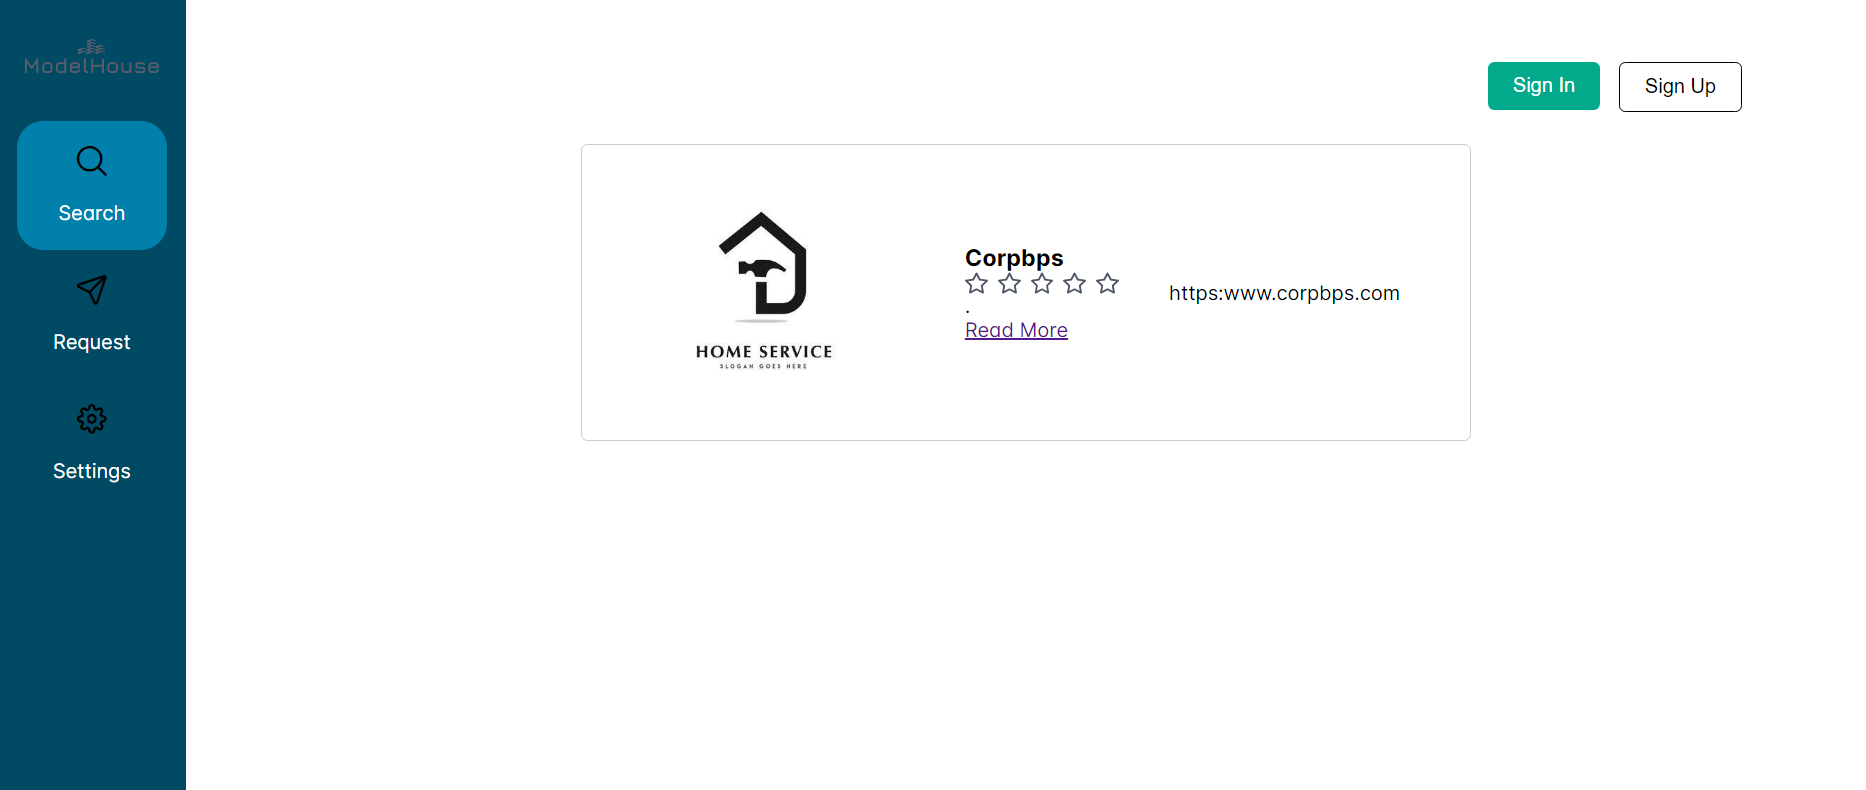 ModelHouse
Search
Request
Settings
Sign In
Sign Up
HOME SERVICE
SLOGAN GOES HERE
Corpbps
.
Read More
https:www.corpbps.com